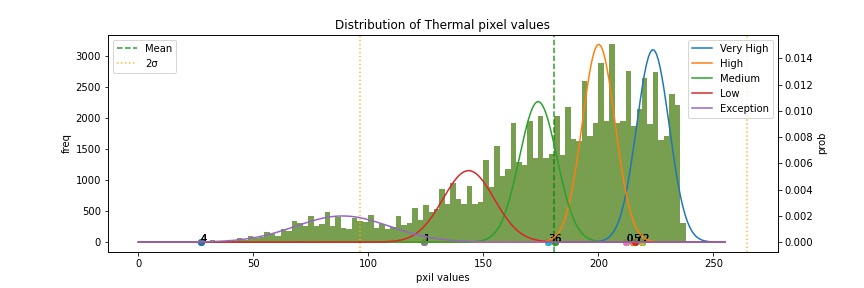 Distribution of Thermal pixel values
Mean
2σ
Very High
High
Medium
Low
Exception
3000
2500
2000
1500
1000
500
0
freq
0.014
0.012
0.010
0.008
0.006
0.004
0.002
0.000
prob
4
1
0 50 100 150 200 250
pxil values